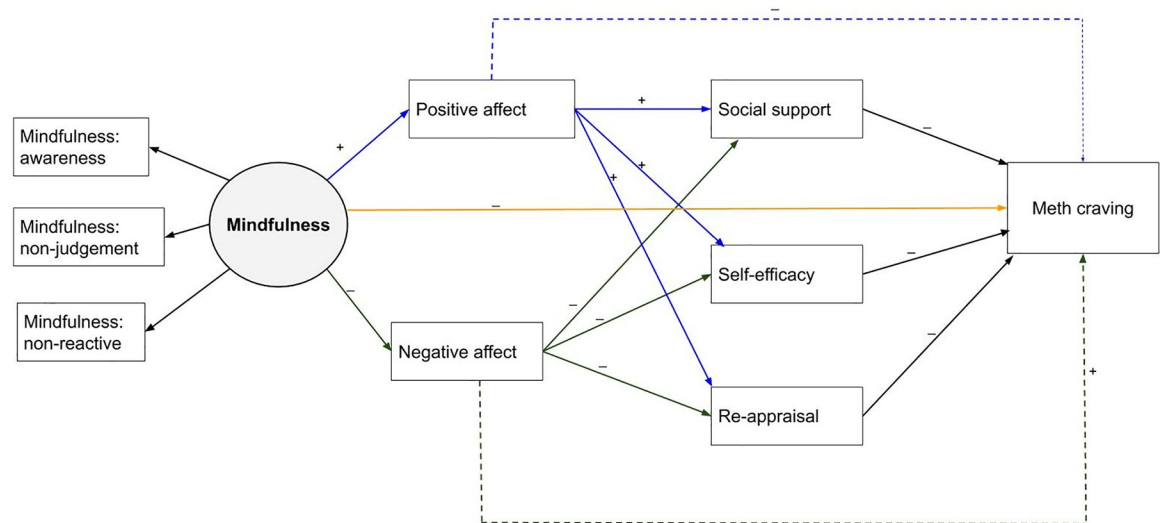 –
Positive affect
+
Social support
–
Mindfulness:
awareness
+
+
+
Mindfulness
–
Meth craving
Mindfulness:
non-judgement
–
Self-efficacy
–
–
–
Mindfulness:
non-reactive
Negative affect
–
–
+
Re-appraisal